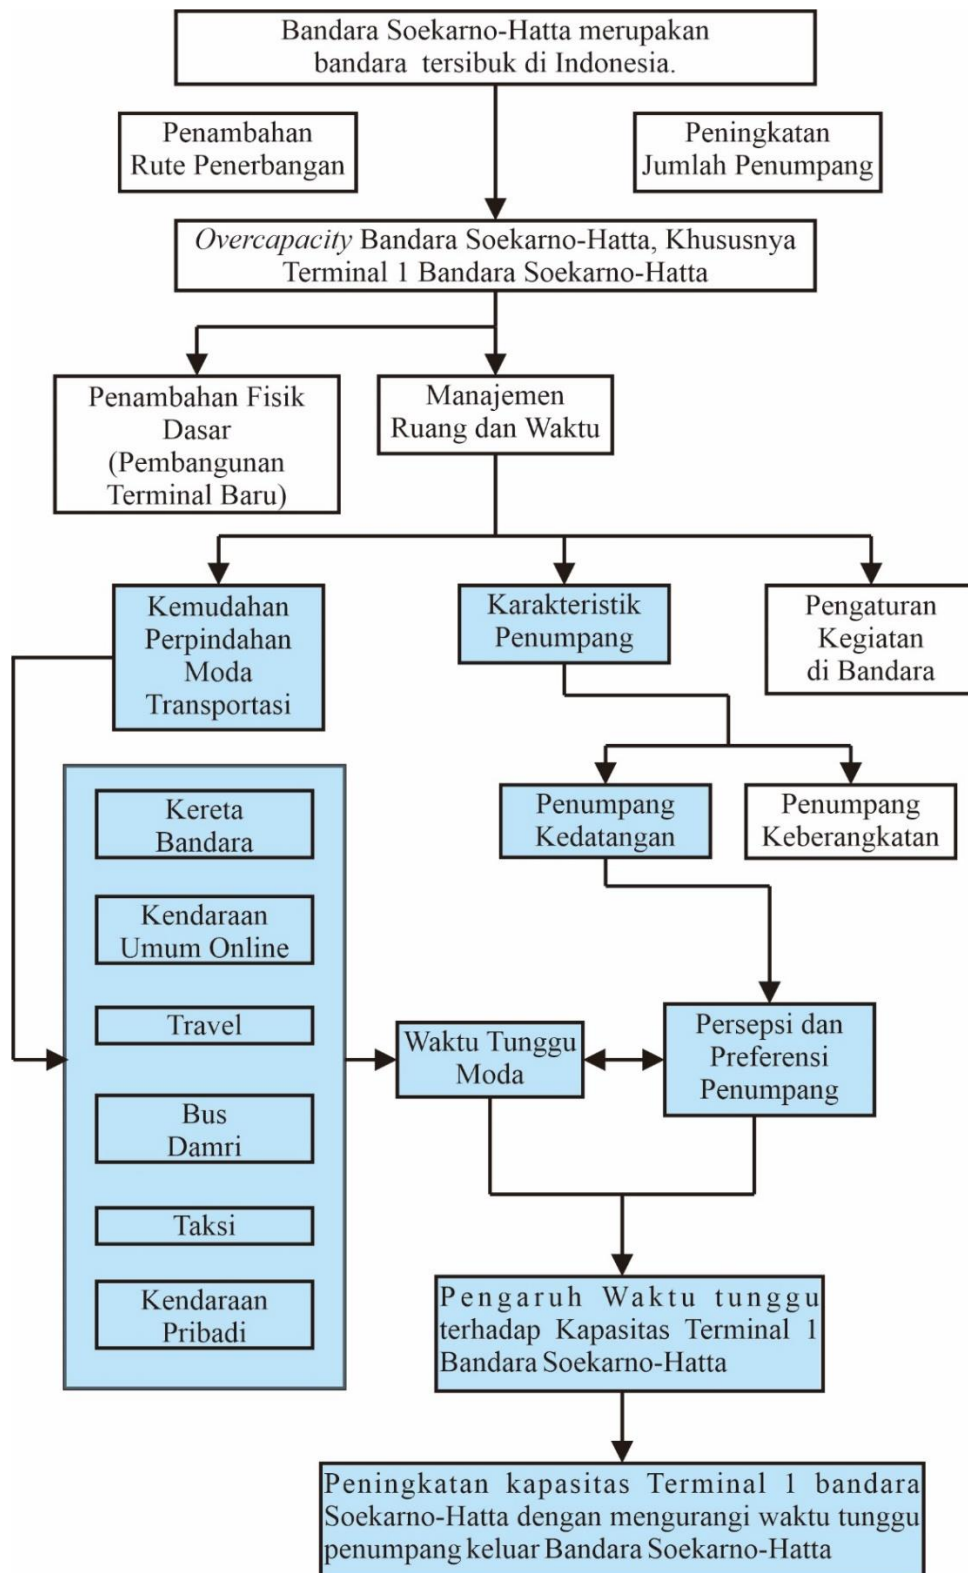 Bandara Soekarno-Hatta merupakan
bandara tersibuk di Indonesia.
Penambahan
Rute Penerbangan
Peningkatan
Jumlah Penumpang
Overcapacity Bandara Soekarno-Hatta, Khususnya
Terminal 1 Bandara Soekarno-Hatta
Penambahan Fisik
Dasar
(Pembangunan
Terminal Baru)
Manajemen
Ruang dan Waktu
Kemudahan
Perpindahan
Moda
Transportasi
Karakteristik
Penumpang
Pengaturan
Kegiatan
di Bandara
Penumpang
Kedatangan
Penumpang
Keberangkatan
Kereta
Bandara
Kendaraan
Umum Online
Travel
Bus
Damri
Taksi
Kendaraan
Pribadi
Waktu Tunggu
Moda
Persepsi dan
Preferensi
Penumpang
Pengaruh Waktu tunggu
terhadap Kapasitas Terminal 1
Bandara Soekarno-Hatta
Peningkatan kapasitas Terminal 1 bandara
Soekarno-Hatta dengan mengurangi waktu tunggu
penumpang keluar Bandara Soekarno-Hatta